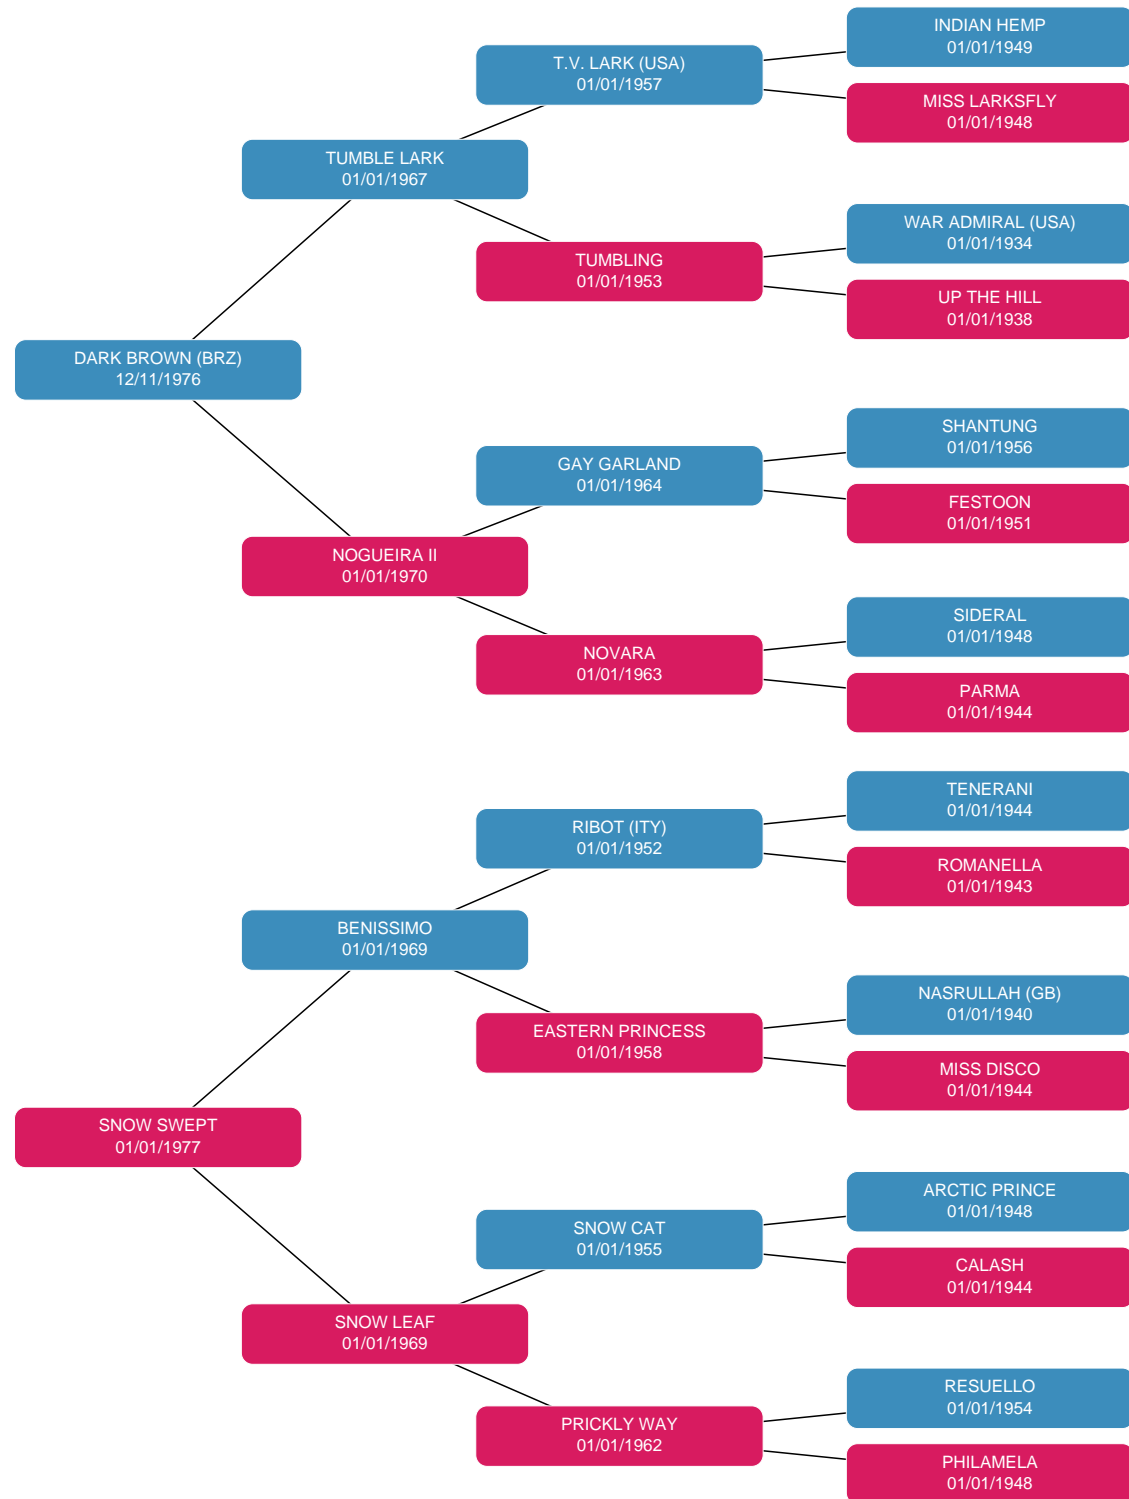 INDIAN HEMP
01/01/1949
T.V. LARK (USA)
01/01/1957
MISS LARKSFLY
01/01/1948
TUMBLE LARK
01/01/1967
WAR ADMIRAL (USA)
01/01/1934
TUMBLING
01/01/1953
UP THE HILL
01/01/1938
DARK BROWN (BRZ)
12/11/1976
SHANTUNG
01/01/1956
GAY GARLAND
01/01/1964
FESTOON
01/01/1951
NOGUEIRA II
01/01/1970
SIDERAL
01/01/1948
NOVARA
01/01/1963
PARMA
01/01/1944
TENERANI
01/01/1944
RIBOT (ITY)
01/01/1952
ROMANELLA
01/01/1943
BENISSIMO
01/01/1969
NASRULLAH (GB)
01/01/1940
EASTERN PRINCESS
01/01/1958
MISS DISCO
01/01/1944
SNOW SWEPT
01/01/1977
ARCTIC PRINCE
01/01/1948
SNOW CAT
01/01/1955
CALASH
01/01/1944
SNOW LEAF
01/01/1969
RESUELLO
01/01/1954
PRICKLY WAY
01/01/1962
PHILAMELA
01/01/1948